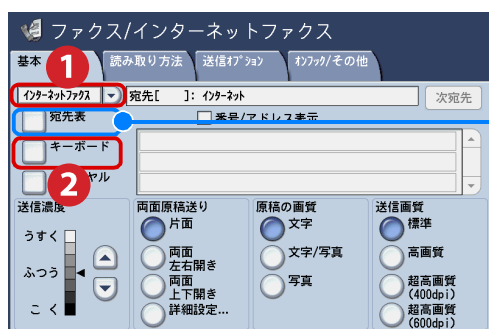 ファクス/インターネットファクス
基本 読み取り方法 送信ｵﾌﾟｼｮﾝ ｵﾝﾌｯｸ/その他
1
ｲﾝﾀｰﾈｯﾄﾌｧｸｽ 宛先[ ]: ｲﾝﾀｰﾈｯﾄ 次宛先
宛先表 番号/アドレス表示
キーボード
2
ヤル
送信濃度 両面原稿送り 原稿の画質 送信画質
うすく 片面 文字 標準
両面 文字/写真 高画質
左右開き
ふつう 両面 写真 超高画質
上下開き (400dpi)
こく 詳細設定... 超高画質
(600dpi)